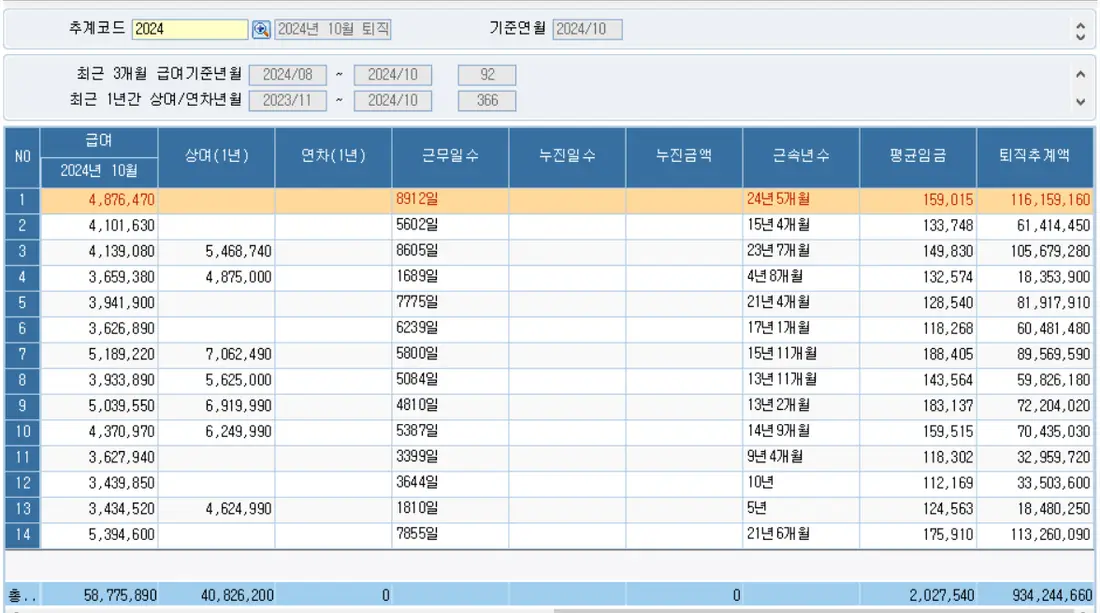 추계코드 2024 2024년 10월 퇴직 기준연월 2024/10
최근 3개월 급여기준년월 2024/08 ~ 2024/10 92
최근 1년간 상여/연차년월 2023/11 ~ 2024/10 366
NO 급여 상여(1년) 연차(1년) 근무일수 누진일수 누진금액 근속년수 평균임금 퇴직추계액
2024년 10월
1 4,876,470 8912일 24년5개월 159,015 116,159,160
2 4,101,630 5602일 15년4개월 133,748 61,414,450
3 4,139,080 5,468,740 8605일 23년7개월 149,830 105,679,280
4 3,659,380 4,875,000 1689일 4년8개월 132,574 18,353,900
5 3,941,900 7775일 21년4개월 128,540 81,917,910
6 3,626,890 6239일 17년1개월 118,268 60,481,480
7 5,189,220 7,062,490 5800일 15년11개월 188,405 89,569,590
8 3,933,890 5,625,000 5084일 13년11개월 143,564 59,826,180
9 5,039,550 6,919,990 4810일 13년2개월 183,137 72,204,020
10 4,370,970 6,249,990 5387일 14년9개월 159,515 70,435,030
11 3,627,940 3399일 9년4개월 118,302 32,959,720
12 3,439,850 3644일 10년 112,169 33,503,600
13 3,434,520 4,624,990 1810일 5년 124,563 18,480,250
14 5,394,600 7855일 21년6개월 175,910 113,260,090
총.. 58,775,890 40,826,200 0 0 2,027,540 934,244,660